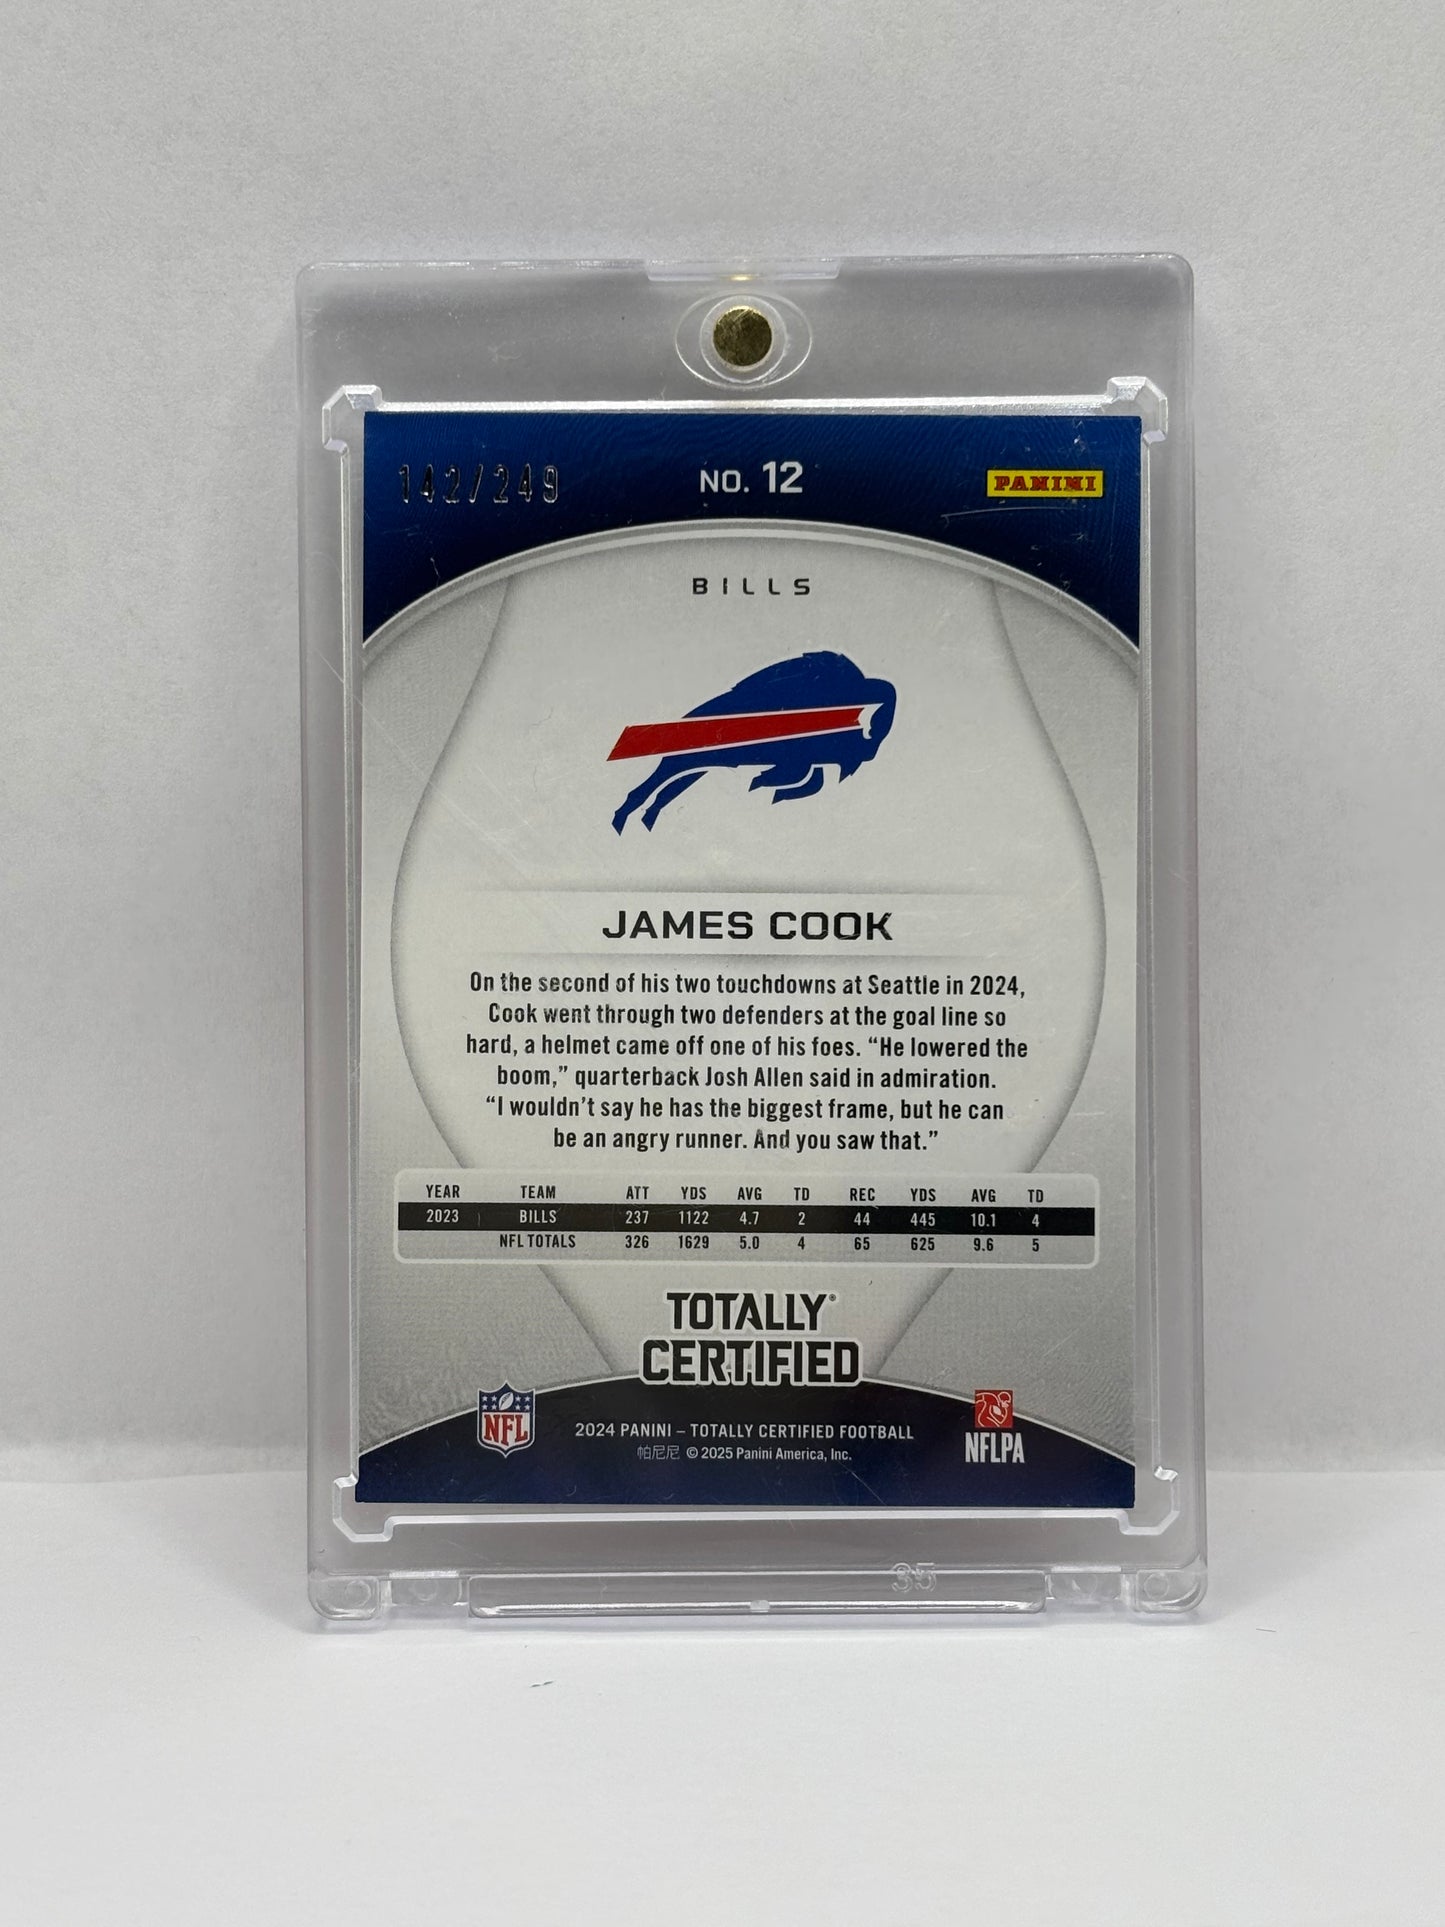 142/249
NO. 12
PANINI
BILLS
JAMES COOK
On the second of his two touchdowns at Seattle in 2024,
Cook went through two defenders at the goal line so
hard, a helmet came off one of his foes. “He lowered the
boom,” quarterback Josh Allen said in admiration.
“I wouldn’t say he has the biggest frame, but he can
be an angry runner. And you saw that.”
YEAR TEAM ATT YDS AVG TD REC YDS AVG TD
2023 BILLS 237 1122 4.7 2 44 445 10.1 4
NFL TOTALS 326 1629 5.0 4 65 625 9.6 5
TOTALLY®
CERTIFIED
NFL
2024 PANINI – TOTALLY CERTIFIED FOOTBALL
帕尼尼 © 2025 Panini America, Inc.
NFLPA
35